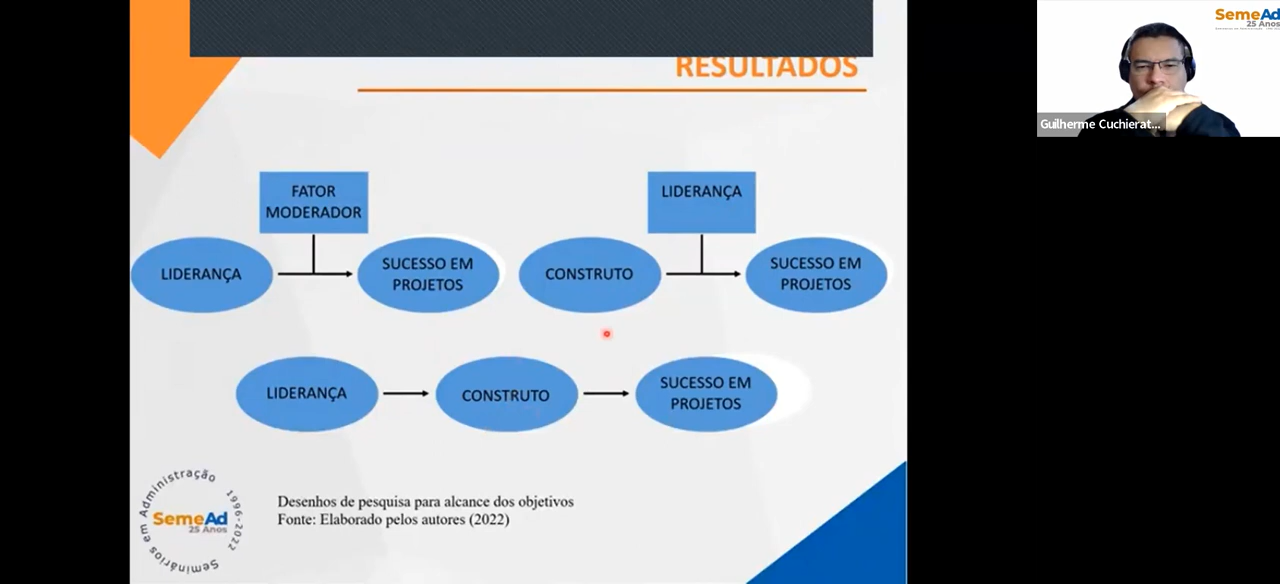 RESULTADOS
FATOR
MODERADOR
LIDERANÇA
SUCESSO EM
PROJETOS
LIDERANÇA
CONSTRUTO
SUCESSO EM
PROJETOS
LIDERANÇA
CONSTRUTO
SUCESSO EM
PROJETOS
Desenhos de pesquisa para alcance dos objetivos
Fonte: Elaborado pelos autores (2022)
Seminários em Administração
1996-2022
SemeAd
25 Anos
SemeAd
25 Anos
Guilherme Cuchierat...